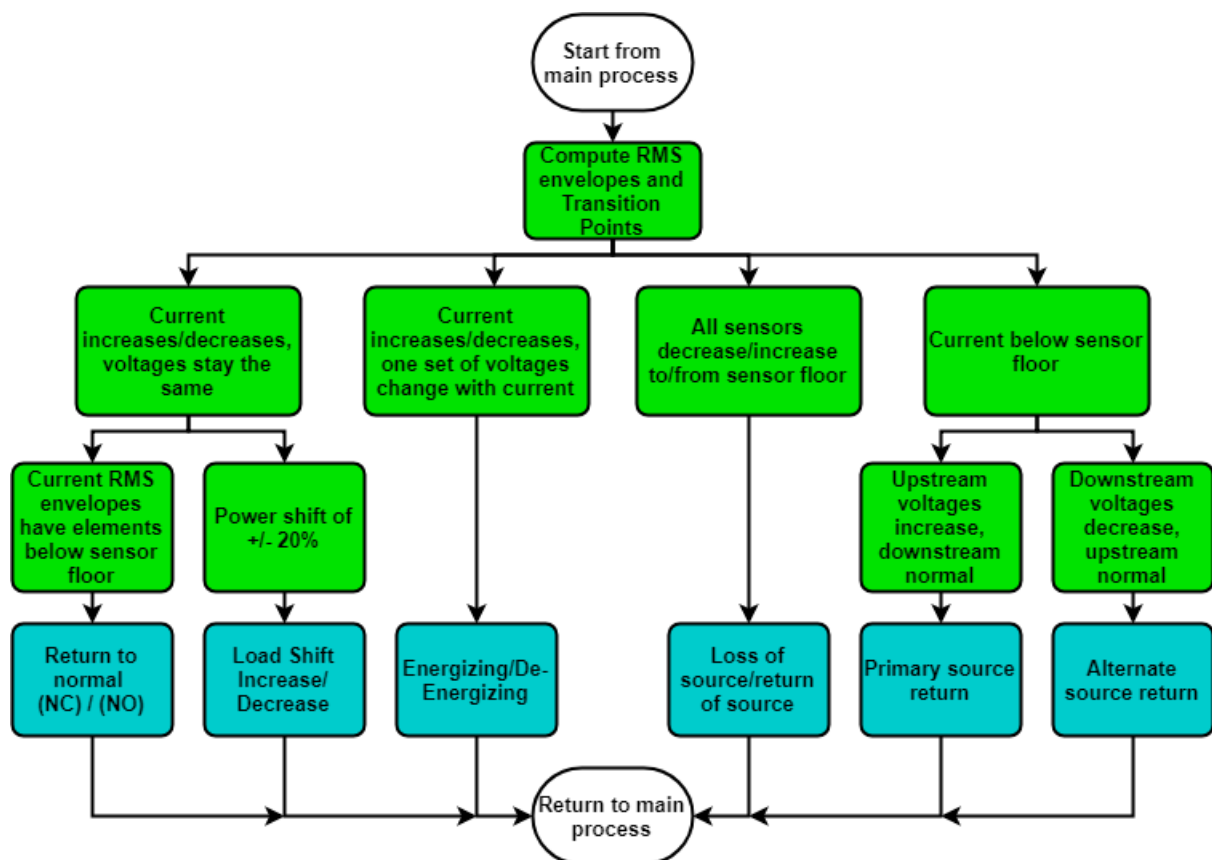 Start from
main process
Compute RMS
envelopes and
Transition
Points
Current
increases/decreases,
voltages stay the
same
Current
increases/decreases,
one set of voltages
change with current
All sensors
decrease/increase
to/from sensor floor
Current below sensor
floor
Current RMS
envelopes
have elements
below sensor
floor
Power shift of
+/- 20%
Upstream
voltages
increase,
downstream
normal
Downstream
voltages
decrease,
upstream
normal
Return to
normal
(NC) / (NO)
Load Shift
Increase/
Decrease
Energizing/De-
Energizing
Loss of
source/return
of source
Primary source
return
Alternate
source return
Return to main
process